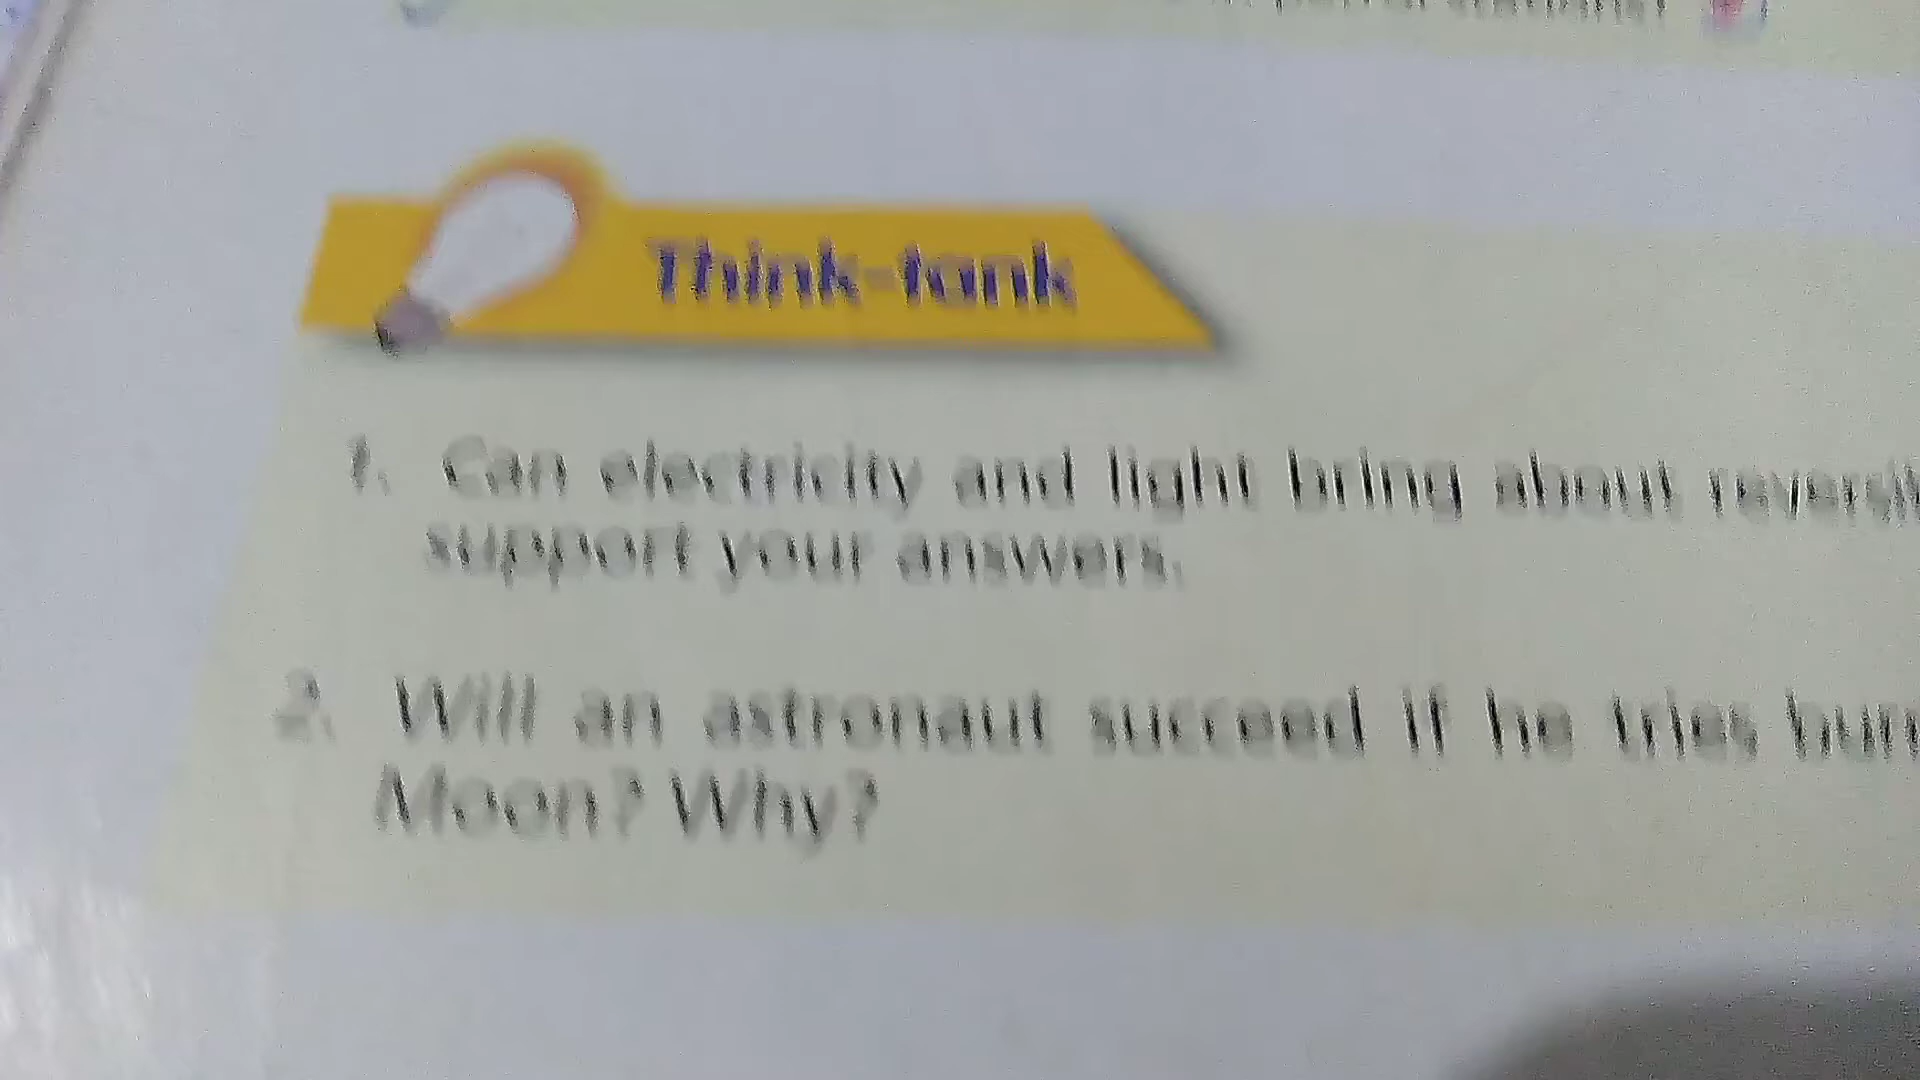 Think-tank
1. Can electricity and light bring about
support your answers.
2. Will an astronaut succeed if he tries
Moon? Why?